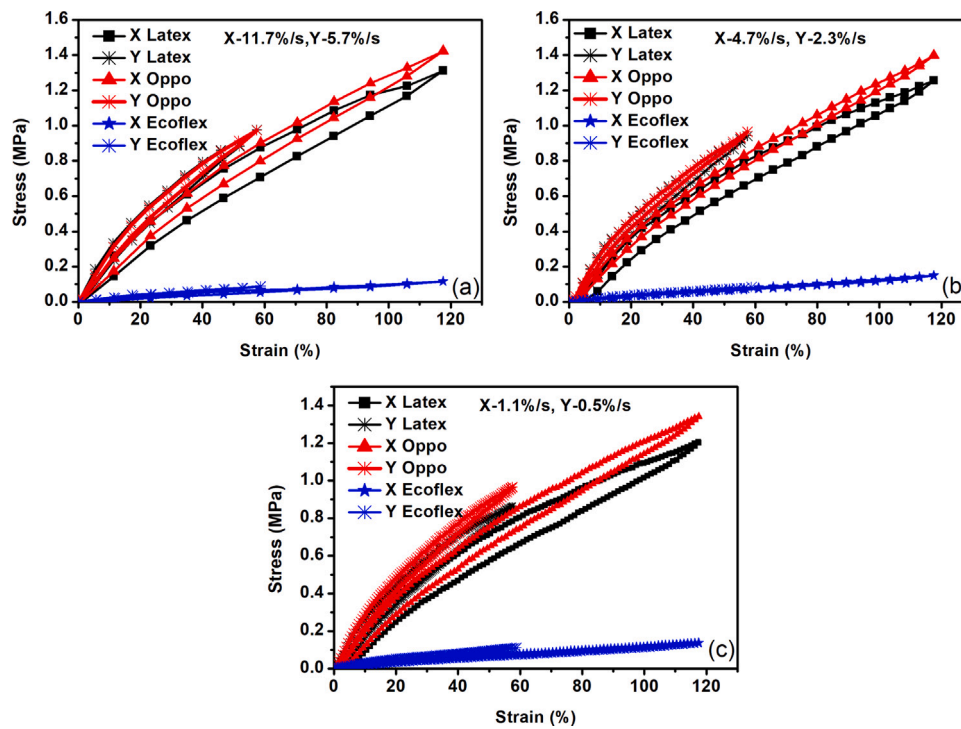 1.6
1.4
1.2
1.0
0.8
0.6
0.4
0.2
0.0
Stress (MPa)
X Latex
Y Latex
X Oppo
Y Oppo
X Ecoflex
Y Ecoflex
X-11.7%/s,Y-5.7%/s
(a)
0 20 40 60 80 100 120
Strain (%)
1.6
1.4
1.2
1.0
0.8
0.6
0.4
0.2
0.0
Stress (MPa)
X Latex
Y Latex
X Oppo
Y Oppo
X Ecoflex
Y Ecoflex
X-4.7%/s, Y-2.3%/s
(b)
0 20 40 60 80 100 120
Strain (%)
1.4
1.2
1.0
0.8
0.6
0.4
0.2
0.0
Stress (MPa)
X Latex
Y Latex
X Oppo
Y Oppo
X Ecoflex
Y Ecoflex
X-1.1%/s, Y-0.5%/s
(c)
0 20 40 60 80 100 120
Strain (%)